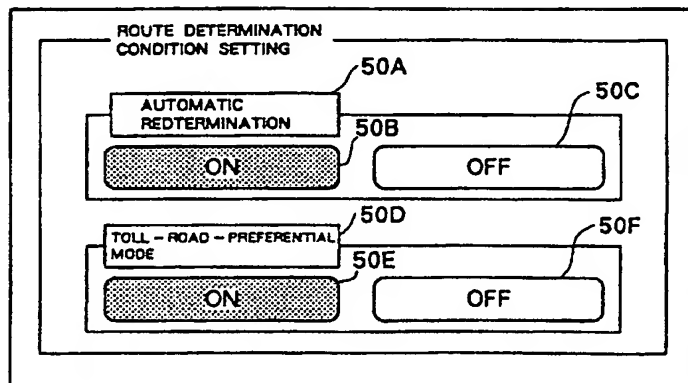 ROUTE DETERMINATION
CONDITION SETTING
50A
AUTOMATIC
REDTERMINATION
50B
50C
ON
OFF
50D
TOLL-ROAD-PREFERENTIAL
MODE
50E
50F
ON
OFF